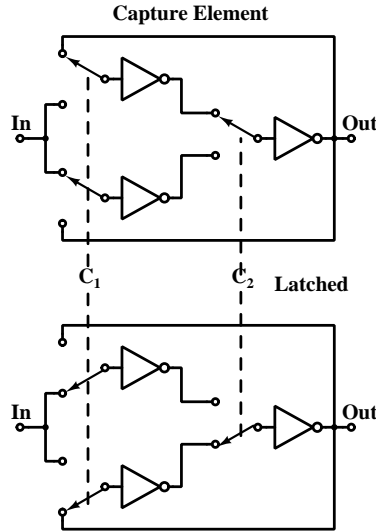 Capture Element
In
Out
C1
C2
Latched
In
Out